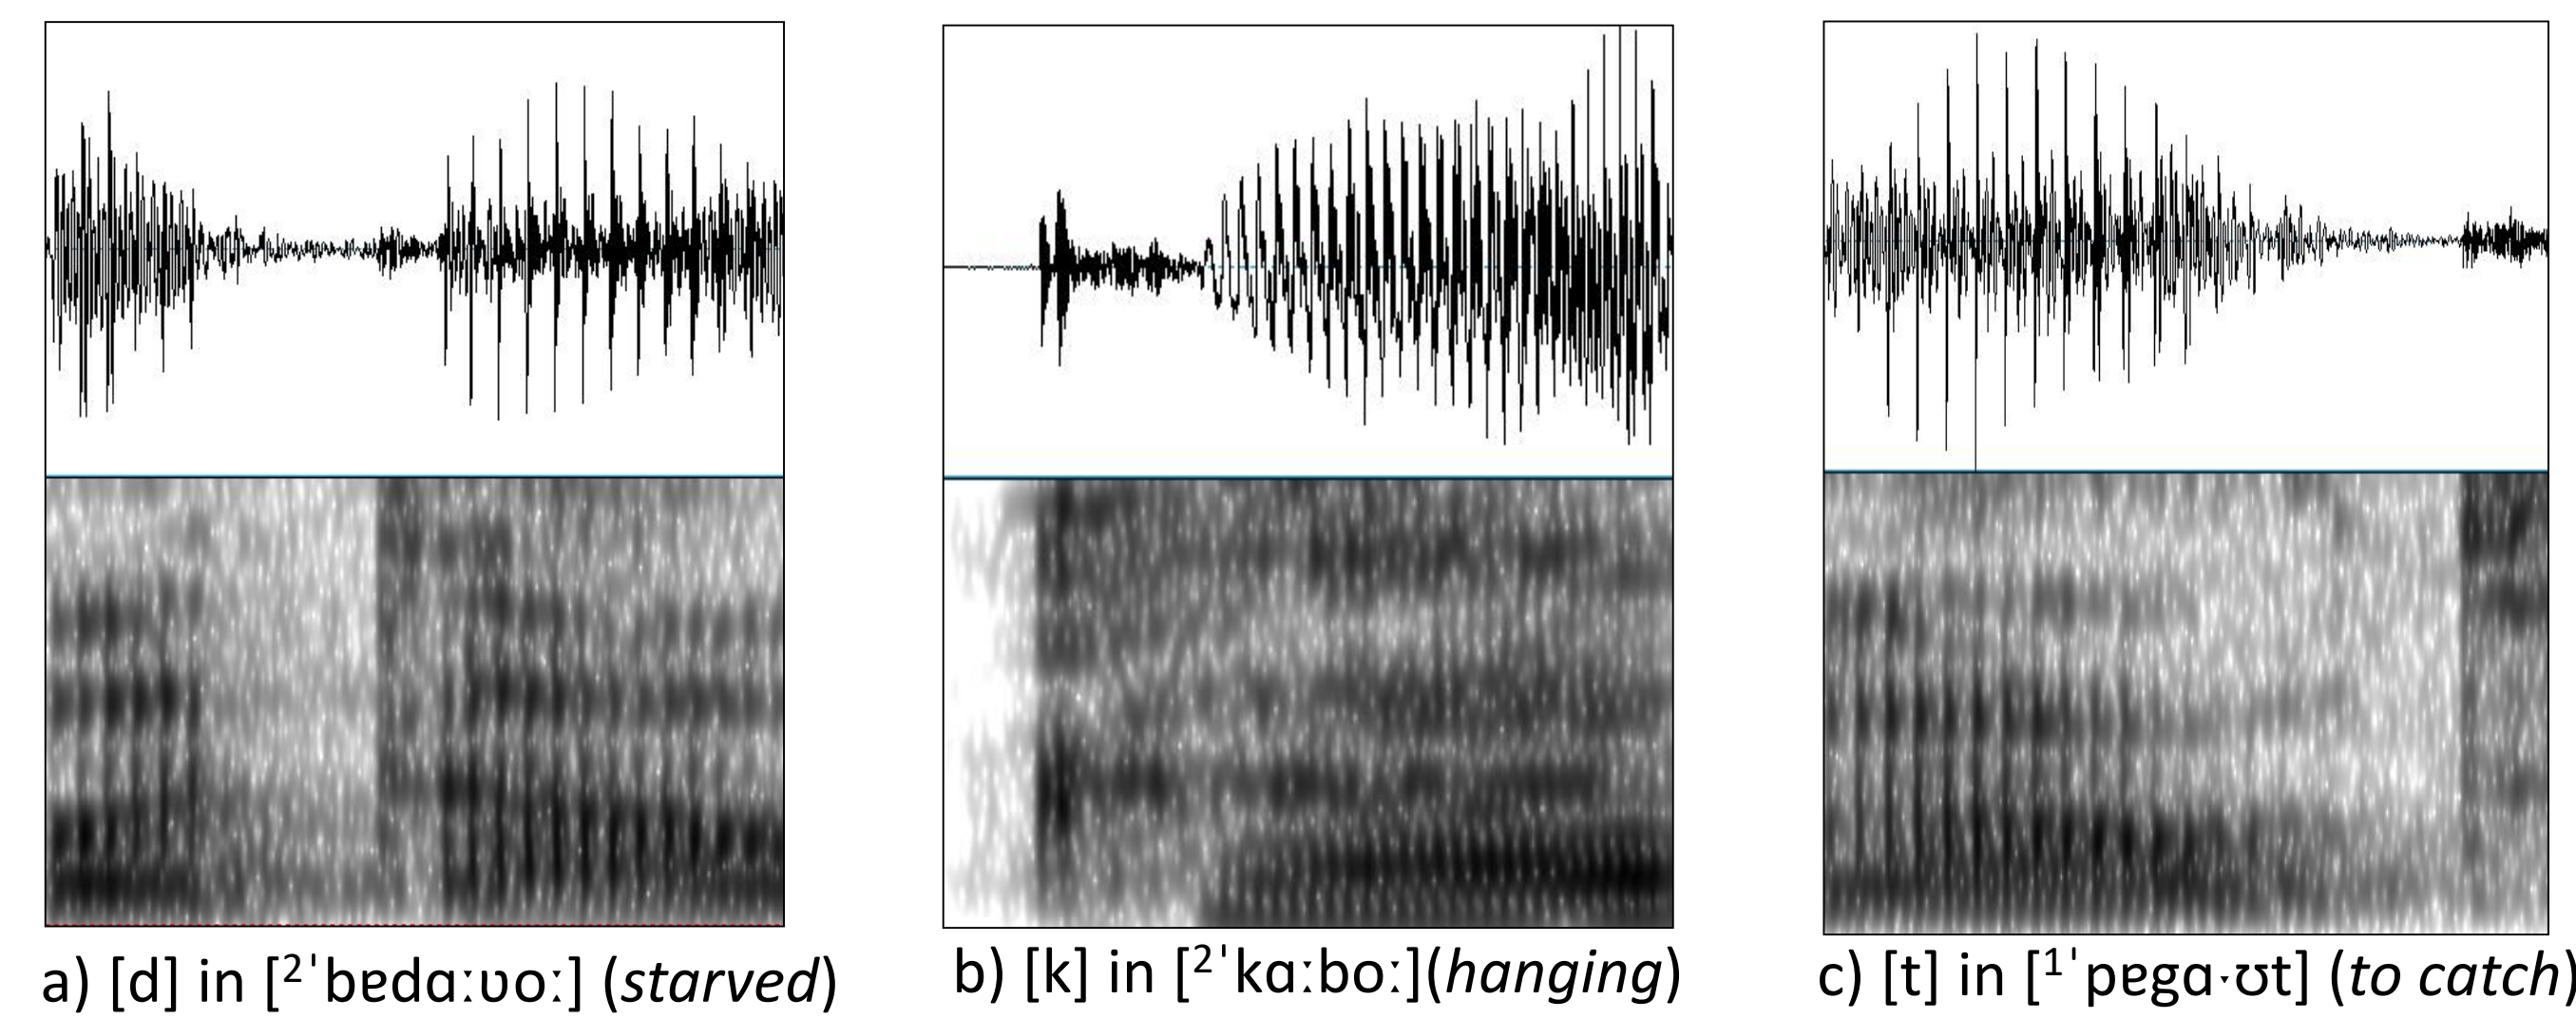 a) [d] in [²ˈbɐdɑːʋoː] (starved)
b) [k] in [²ˈkɑːboː](hanging)
c) [t] in [¹ˈpɐgɑˑʊt] (to catch)